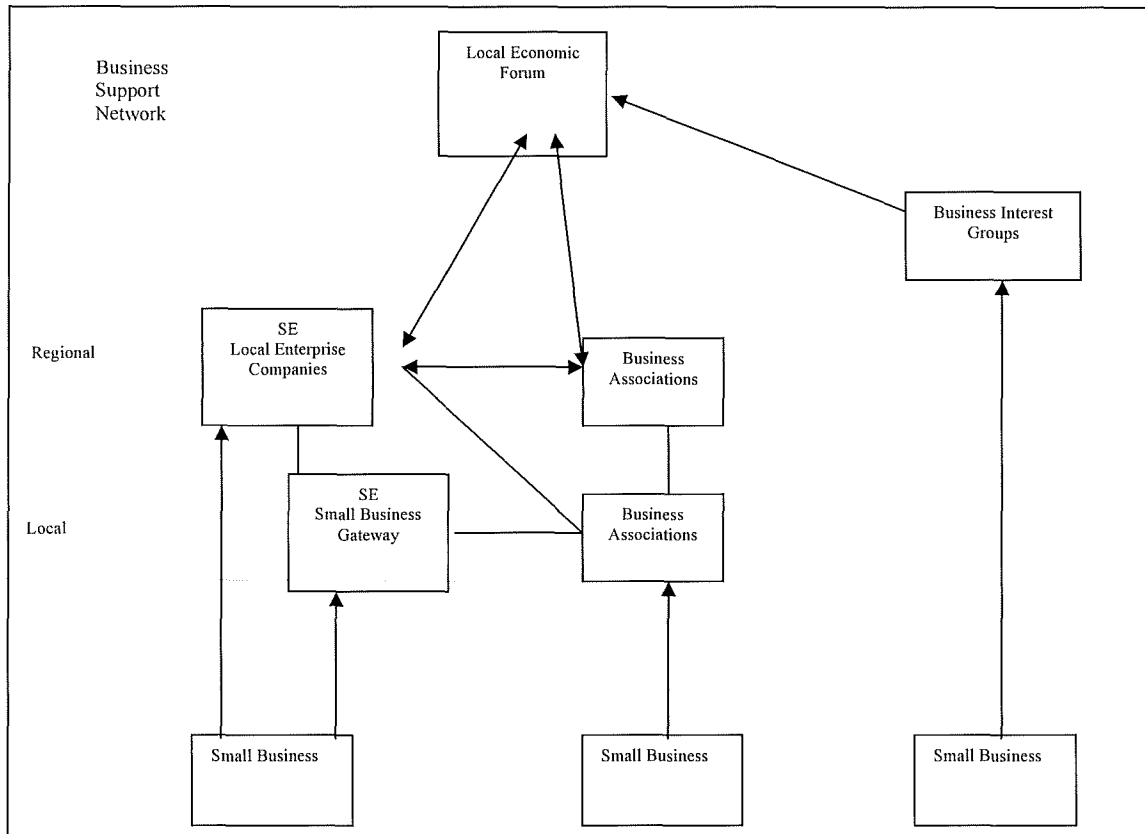 Business
Support
Network
Local Economic
Forum
Business Interest
Groups
Regional
SE
Local Enterprise
Companies
Business
Associations
Local
SE
Small Business
Gateway
Business
Associations
Small Business
Small Business
Small Business